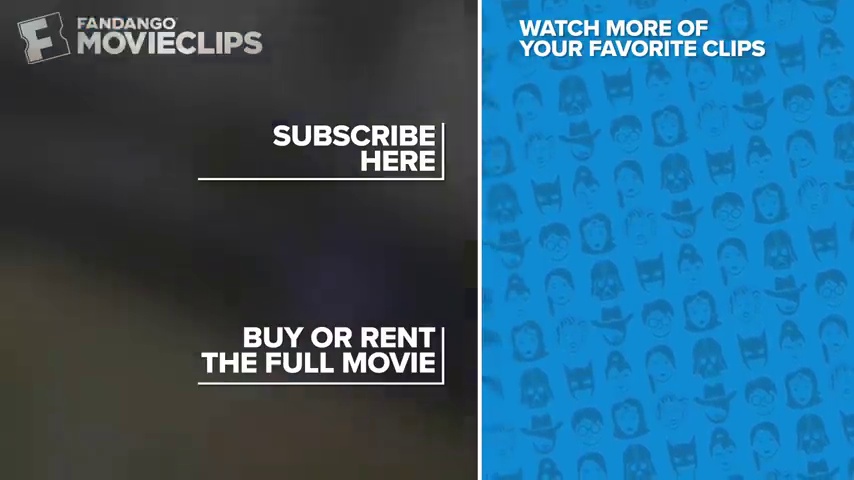 FANDANGO
MOVIECLIPS
SUBSCRIBE
HERE
BUY OR RENT
THE FULL MOVIE
WATCH MORE OF
YOUR FAVORITE CLIPS